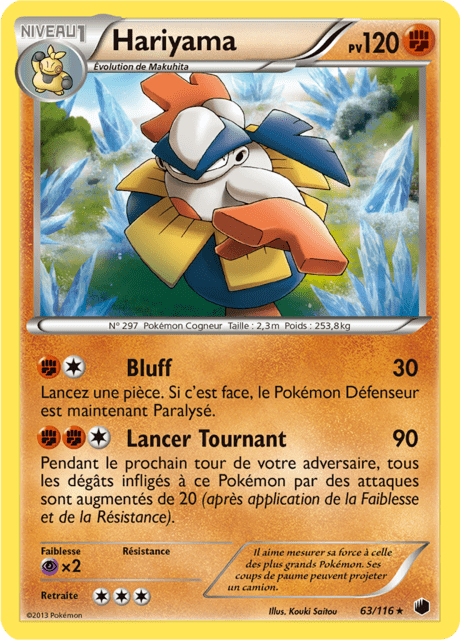 NIVEAU1
Hariyama
PV120
Évolution de Makuhita
N° 297 Pokémon Cogneur Taille : 2,3m Poids : 253,8kg
Bluff 30
Lancez une pièce. Si c'est face, le Pokémon Défenseur
est maintenant Paralysé.
Lancer Tournant 90
Pendant le prochain tour de votre adversaire, tous
les dégâts infligés à ce Pokémon par des attaques
sont augmentés de 20 (après application de la Faiblesse
et de la Résistance).
Faiblesse Résistance
×2
Il aime mesurer sa force à celle
des plus grands Pokémon. Ses
coups de paume peuvent projeter
un camion.
Retraite
©2013 Pokémon
Illus. Kouki Saitou
63/116 ★